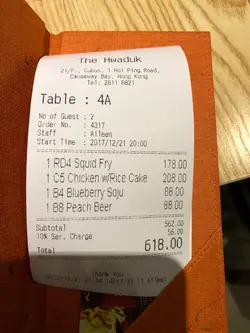 The Hwaduk
21/F., Cubus, 1 Hoi Ping Road,
Causeway Bay, Hong Kong
Tel: 2611 8821
Table : 4A
No of Guest : 2
Order No. : 4317
Staff : Aileen
Start Time : 2017/12/21 20:00
1 RD4 Squid Fry 178.00
1 C5 Chicken w/Rice Cake 208.00
1 B4 Blueberry Soju 88.00
1 B8 Peach Beer 88.00
Subtotal 562.00
10% Ser. Charge 56.00
Total 618.00
Thank You